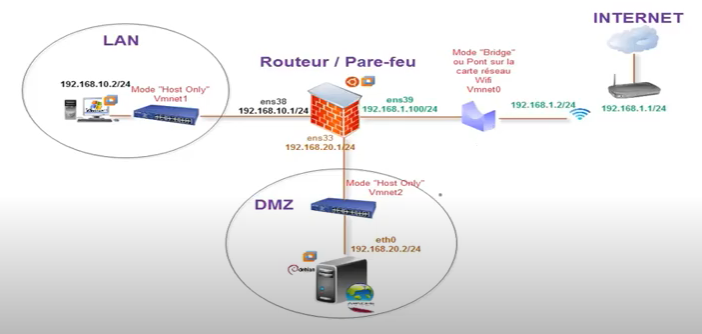 INTERNET
LAN
Routeur / Pare-feu
Mode "Bridge"
ou Pont sur la
carte réseau
Wifi
Vmnet0
192.168.10.2/24
Mode "Host Only"
Vmnet1
ens38
192.168.10.1/24
ens39
192.168.1.100/24
192.168.1.2/24
192.168.1.1/24
ens33
192.168.20.1/24
Mode "Host Only"
Vmnet2
DMZ
eth0
192.168.20.2/24
debian